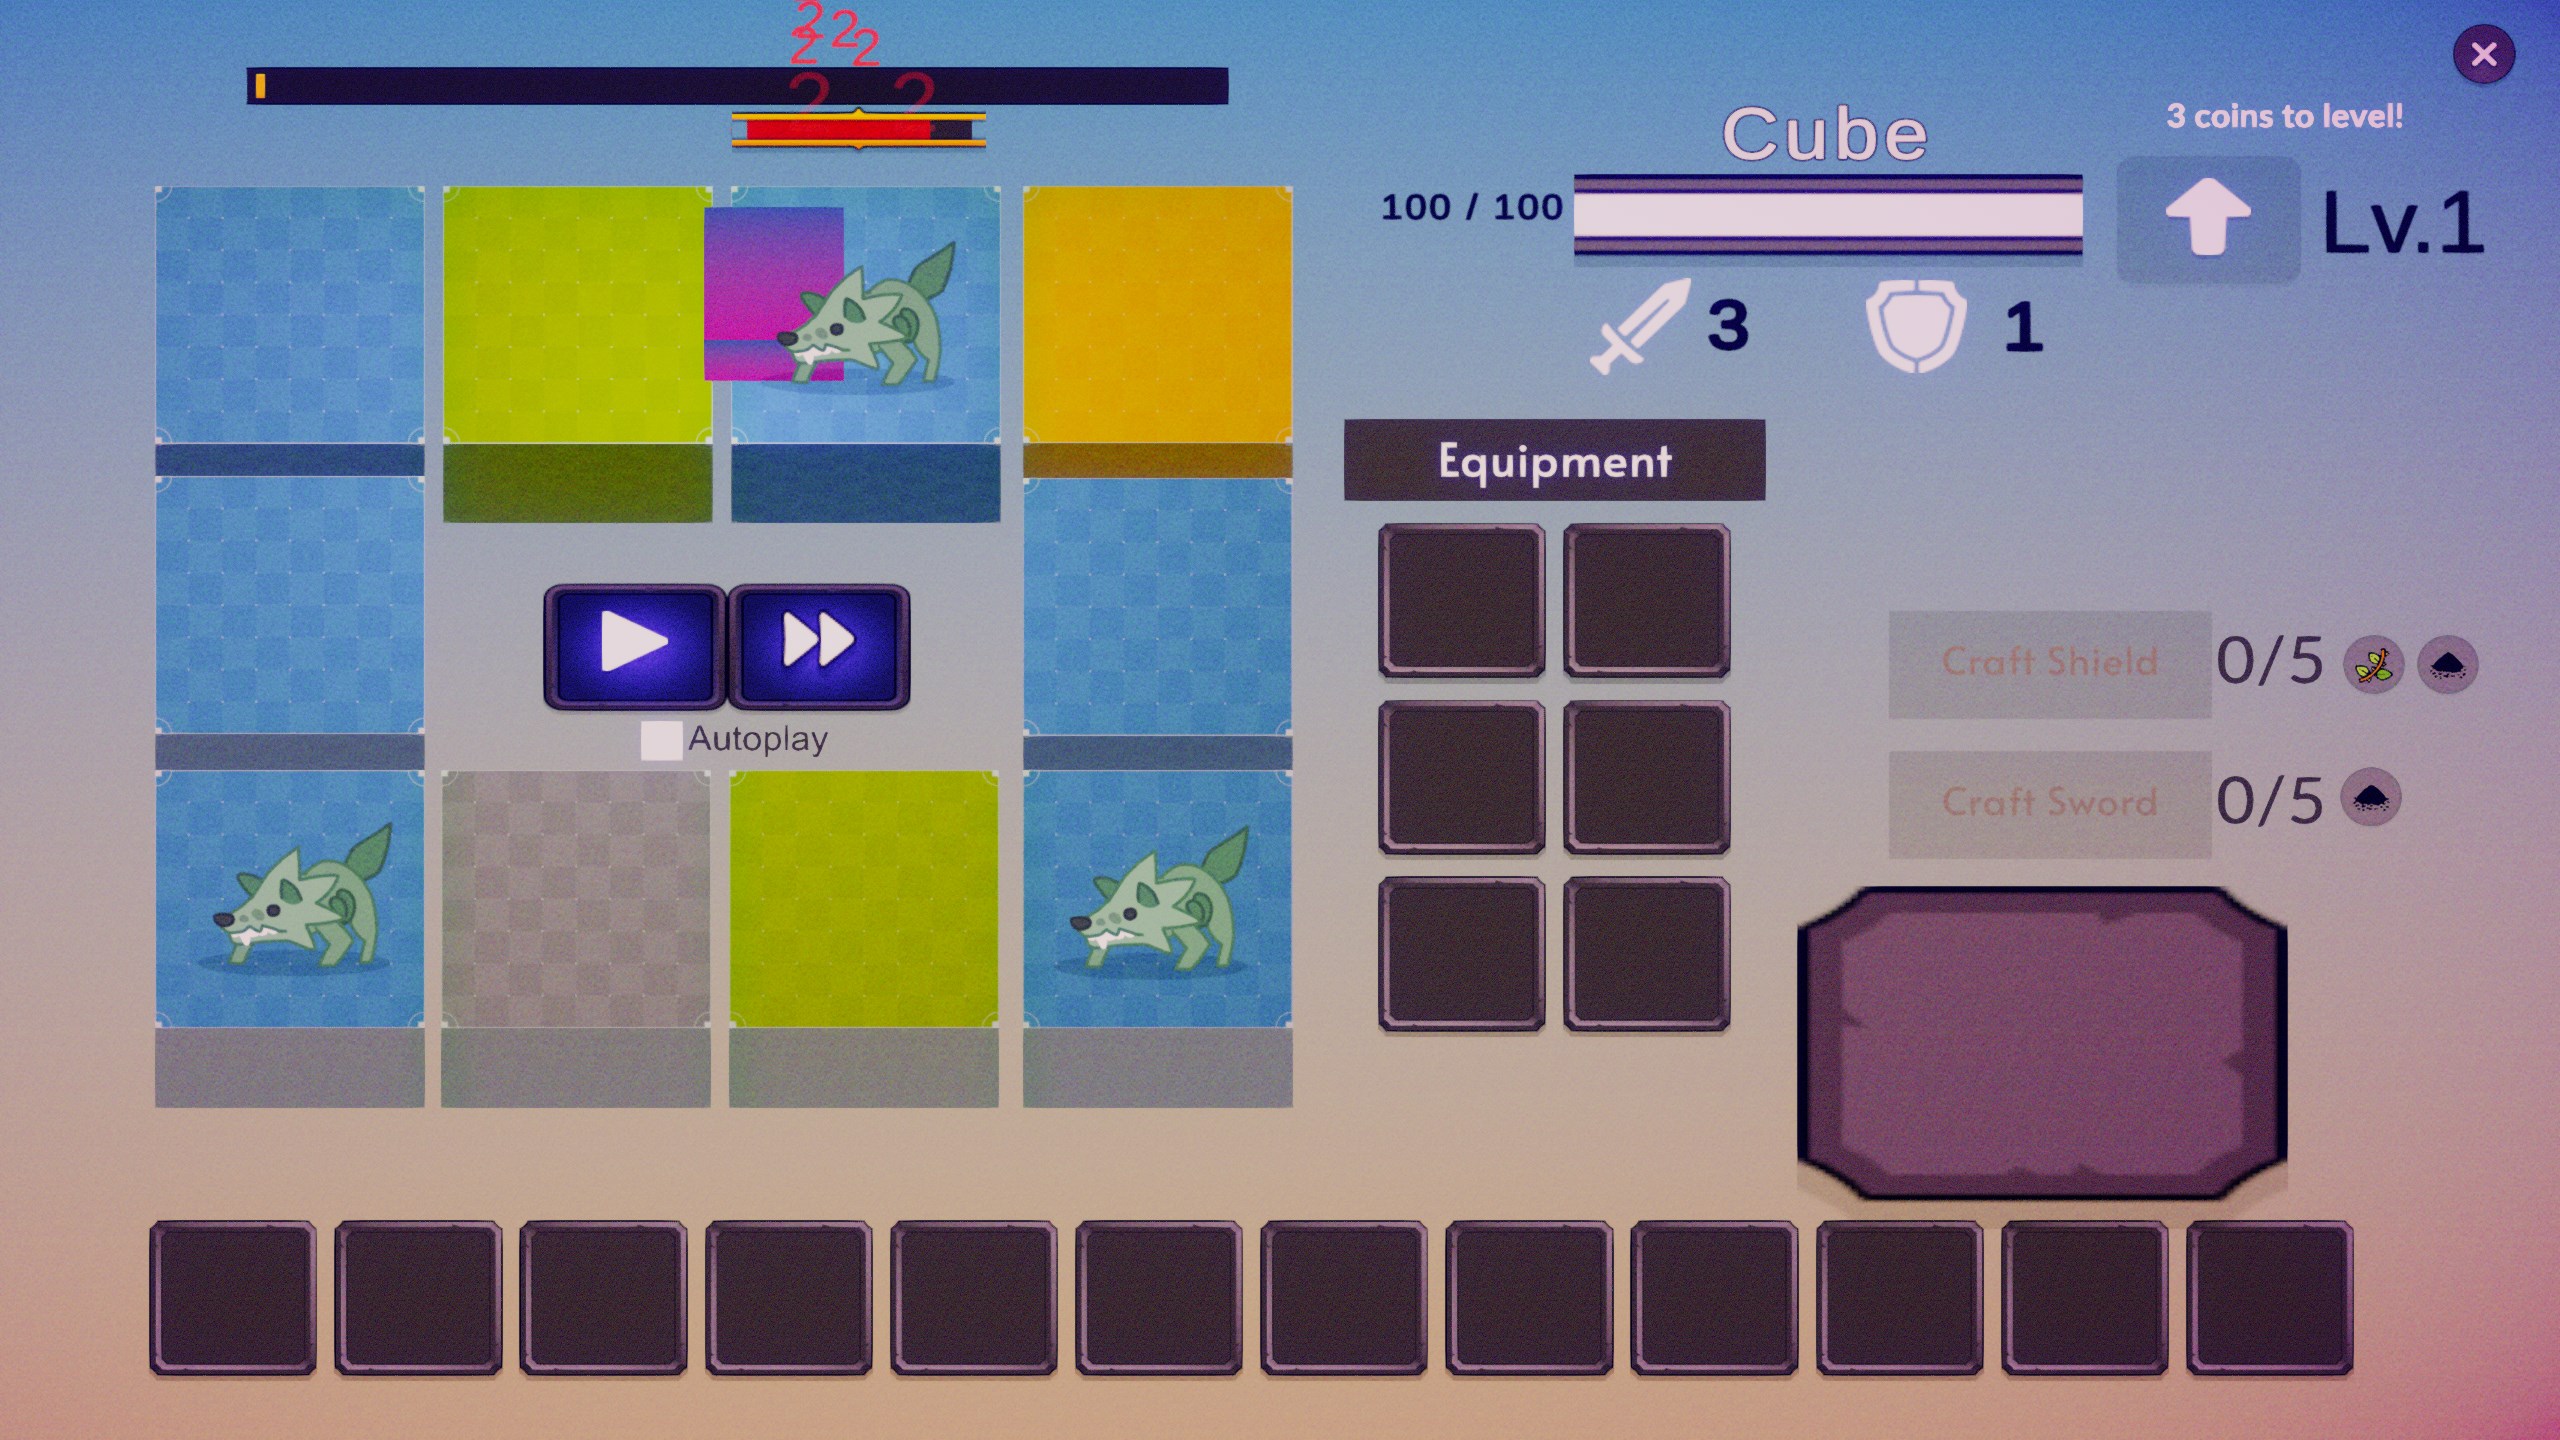 2
2 2
2
2 2
3 coins to level!
Cube
100 / 100
Lv.1
3
1
Equipment
Craft Shield 0/5
Autoplay
Craft Sword 0/5